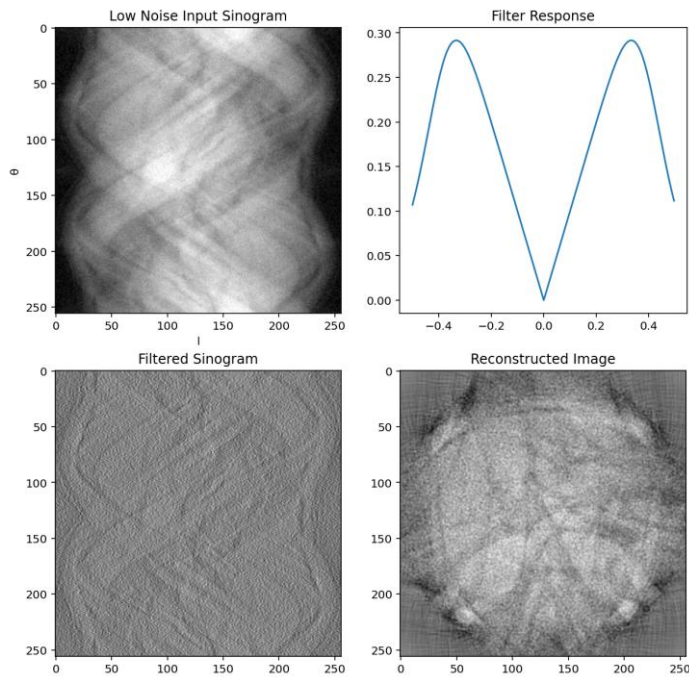 Low Noise Input Sinogram
0
50
100
150
200
250
θ
0 50 100 150 200 250
l
Filter Response
0.30
0.25
0.20
0.15
0.10
0.05
0.00
−0.4 −0.2 0.0 0.2 0.4
Filtered Sinogram
0
50
100
150
200
250
0 50 100 150 200 250
Reconstructed Image
0
50
100
150
200
250
0 50 100 150 200 250